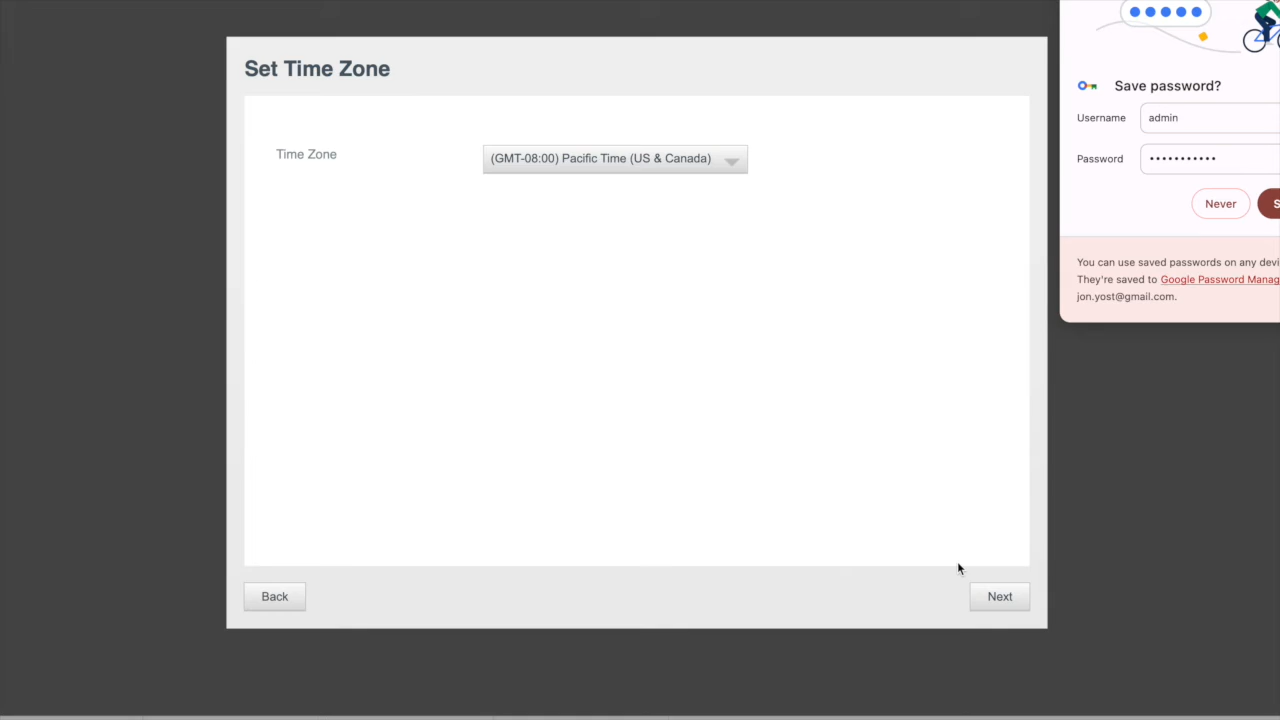 Set Time Zone
Time Zone
(GMT-08:00) Pacific Time (US & Canada)
Back
Next
Save password?
Username
admin
Password
•••••••••••
Never
S
You can use saved passwords on any devi
They're saved to Google Password Manag
jon.yost@gmail.com.